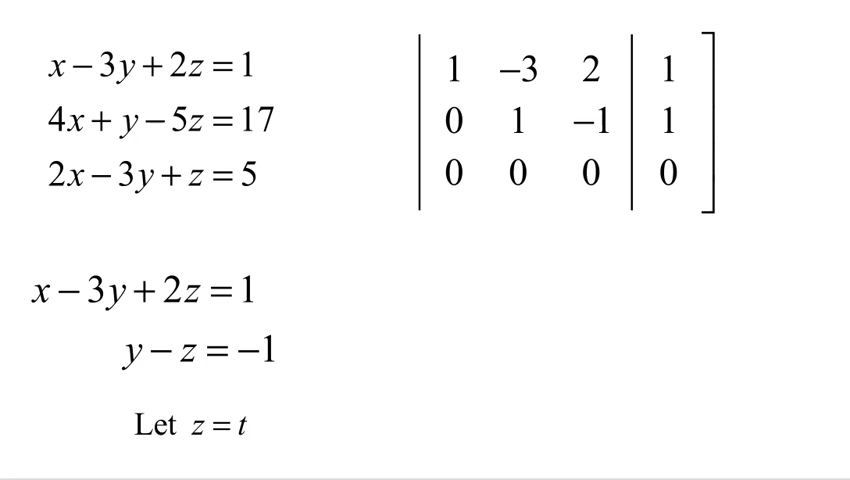 x − 3y + 2z = 1
4x + y − 5z = 17
2x − 3y + z = 5
1 −3 2 | 1
0 1 −1 | 1
0 0 0 | 0
x − 3y + 2z = 1
y − z = −1
Let z = t